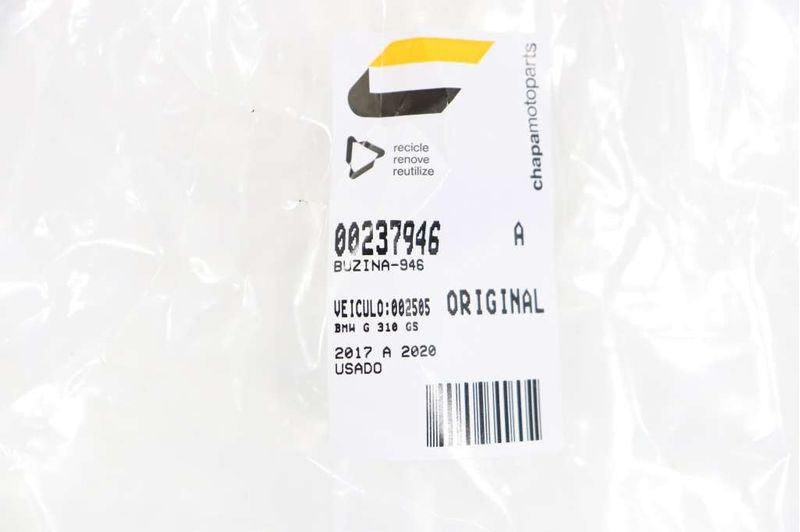 chapamotoparts
recicle
renove
reutilize
00237946 A
BUZINA-946
VEICULO:002505 ORIGINAL
BMW G 310 GS
2017 A 2020
USADO